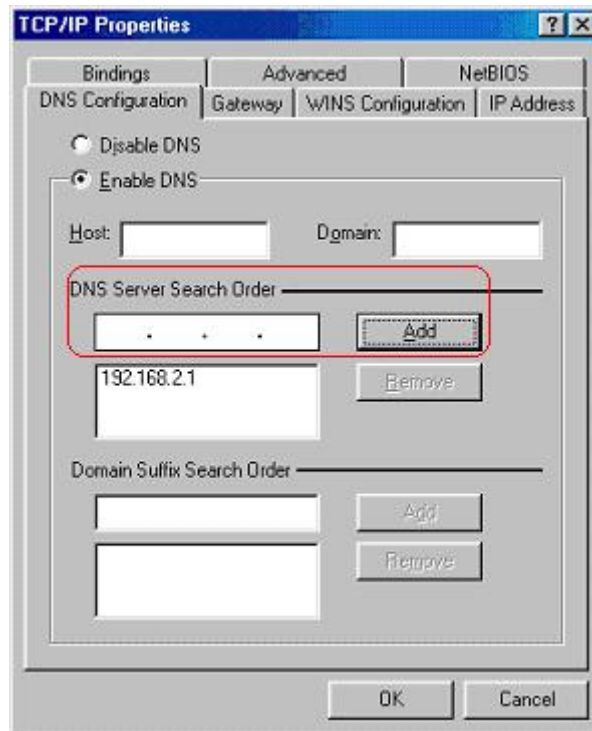 TCP/IP Properties
Bindings Advanced NetBIOS
DNS Configuration Gateway WINS Configuration IP Address
Disable DNS
Enable DNS
Host: Domain:
DNS Server Search Order
. . . Add
192.168.2.1 Remove
Domain Suffix Search Order
Add
Remove
OK Cancel